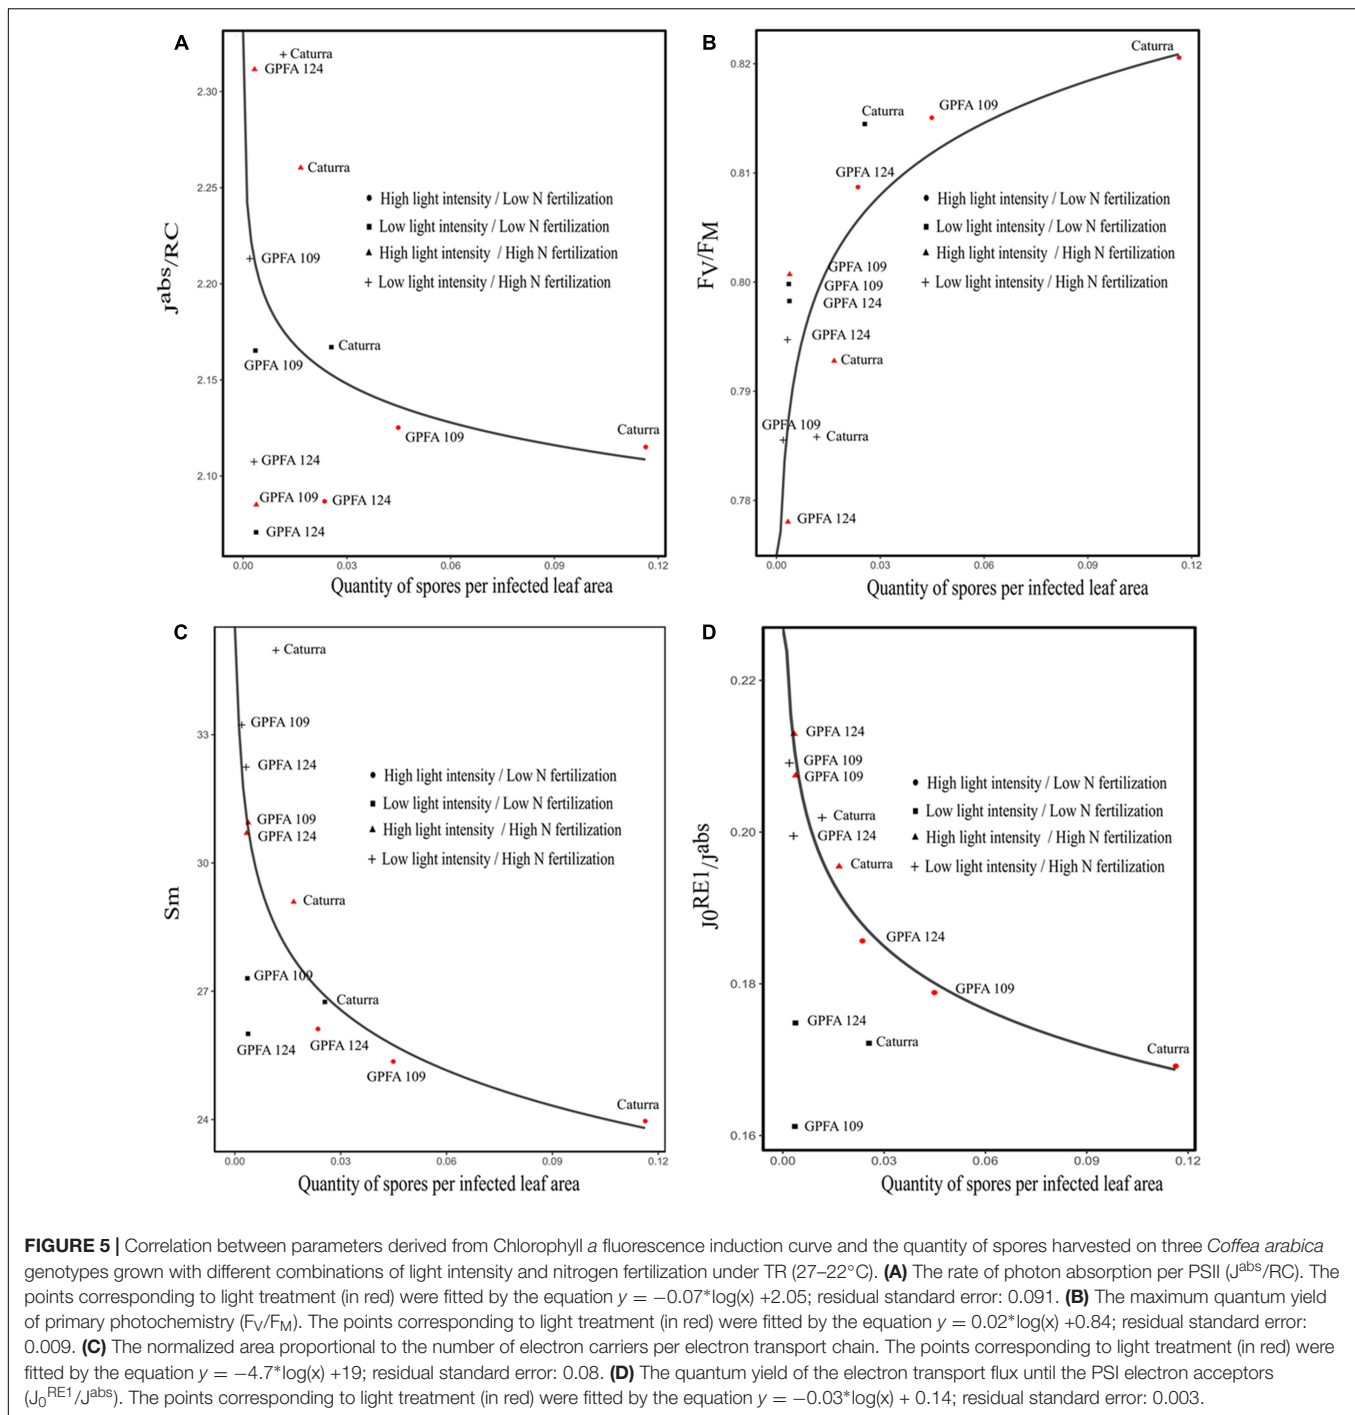 A
2.30
2.25
2.20
2.15
2.10
J^abs/RC
+ Caturra
GPFA 124
Caturra
High light intensity / Low N fertilization
Low light intensity / Low N fertilization
High light intensity / High N fertilization
Low light intensity / High N fertilization
GPFA 109
Caturra
GPFA 109
Caturra
GPFA 109
GPFA 124
GPFA 109
GPFA 124
GPFA 124
0.00 0.03 0.06 0.09 0.12
Quantity of spores per infected leaf area
B
0.82
0.81
0.80
0.79
0.78
F_V/F_M
Caturra
GPFA 109
Caturra
GPFA 124
High light intensity / Low N fertilization
Low light intensity / Low N fertilization
High light intensity / High N fertilization
Low light intensity / High N fertilization
GPFA 109
GPFA 109
GPFA 124
GPFA 124
Caturra
GPFA 109
Caturra
GPFA 124
0.00 0.03 0.06 0.09 0.12
Quantity of spores per infected leaf area
C
33
30
27
24
Sm
Caturra
GPFA 109
GPFA 124
High light intensity / Low N fertilization
Low light intensity / Low N fertilization
High light intensity / High N fertilization
Low light intensity / High N fertilization
GPFA 109
GPFA 124
Caturra
GPFA 109
Caturra
GPFA 124
GPFA 124
GPFA 109
Caturra
0.00 0.03 0.06 0.09 0.12
Quantity of spores per infected leaf area
D
0.22
0.20
0.18
0.16
J0^RE1/J^abs
GPFA 124
GPFA 109
GPFA 109
High light intensity / Low N fertilization
Low light intensity / Low N fertilization
High light intensity / High N fertilization
Low light intensity / High N fertilization
Caturra
GPFA 124
Caturra
GPFA 124
GPFA 109
GPFA 124
Caturra
Caturra
GPFA 109
0.00 0.03 0.06 0.09 0.12
Quantity of spores per infected leaf area
FIGURE 5 | Correlation between parameters derived from Chlorophyll a fluorescence induction curve and the quantity of spores harvested on three Coffea arabica
genotypes grown with different combinations of light intensity and nitrogen fertilization under TR (27–22°C). (A) The rate of photon absorption per PSII (J^abs/RC). The
points corresponding to light treatment (in red) were fitted by the equation y = −0.07*log(x) +2.05; residual standard error: 0.091. (B) The maximum quantum yield
of primary photochemistry (F_V/F_M). The points corresponding to light treatment (in red) were fitted by the equation y = 0.02*log(x) +0.84; residual standard error:
0.009. (C) The normalized area proportional to the number of electron carriers per electron transport chain. The points corresponding to light treatment (in red) were
fitted by the equation y = −4.7*log(x) +19; residual standard error: 0.08. (D) The quantum yield of the electron transport flux until the PSI electron acceptors
(J_0^RE1/J^abs). The points corresponding to light treatment (in red) were fitted by the equation y = −0.03*log(x) + 0.14; residual standard error: 0.003.